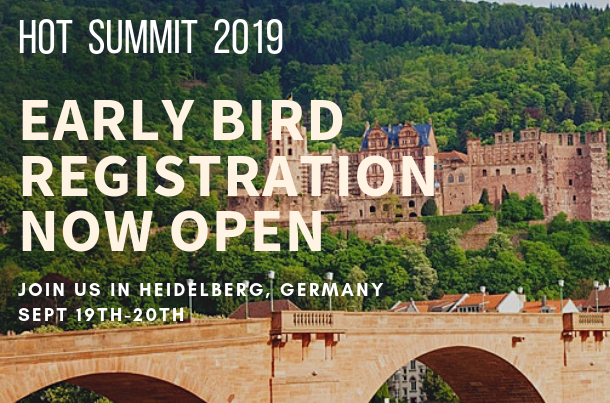 HOT SUMMIT 2019
EARLY BIRD
REGISTRATION
NOW OPEN
JOIN US IN HEIDELBERG, GERMANY
SEPT 19TH-20TH